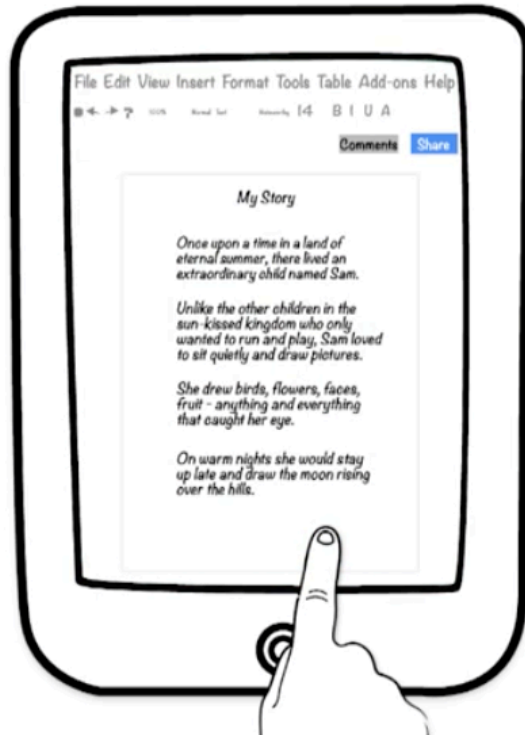 File Edit View Insert Format Tools Table Add-ons Help
100% Normal Text Noteworthy 14 B I U A
Comments Share
My Story
Once upon a time in a land of
eternal summer, there lived an
extraordinary child named Sam.
Unlike the other children in the
sun-kissed kingdom who only
wanted to run and play, Sam loved
to sit quietly and draw pictures.
She drew birds, flowers, faces,
fruit - anything and everything
that caught her eye.
On warm nights she would stay
up late and draw the moon rising
over the hills.